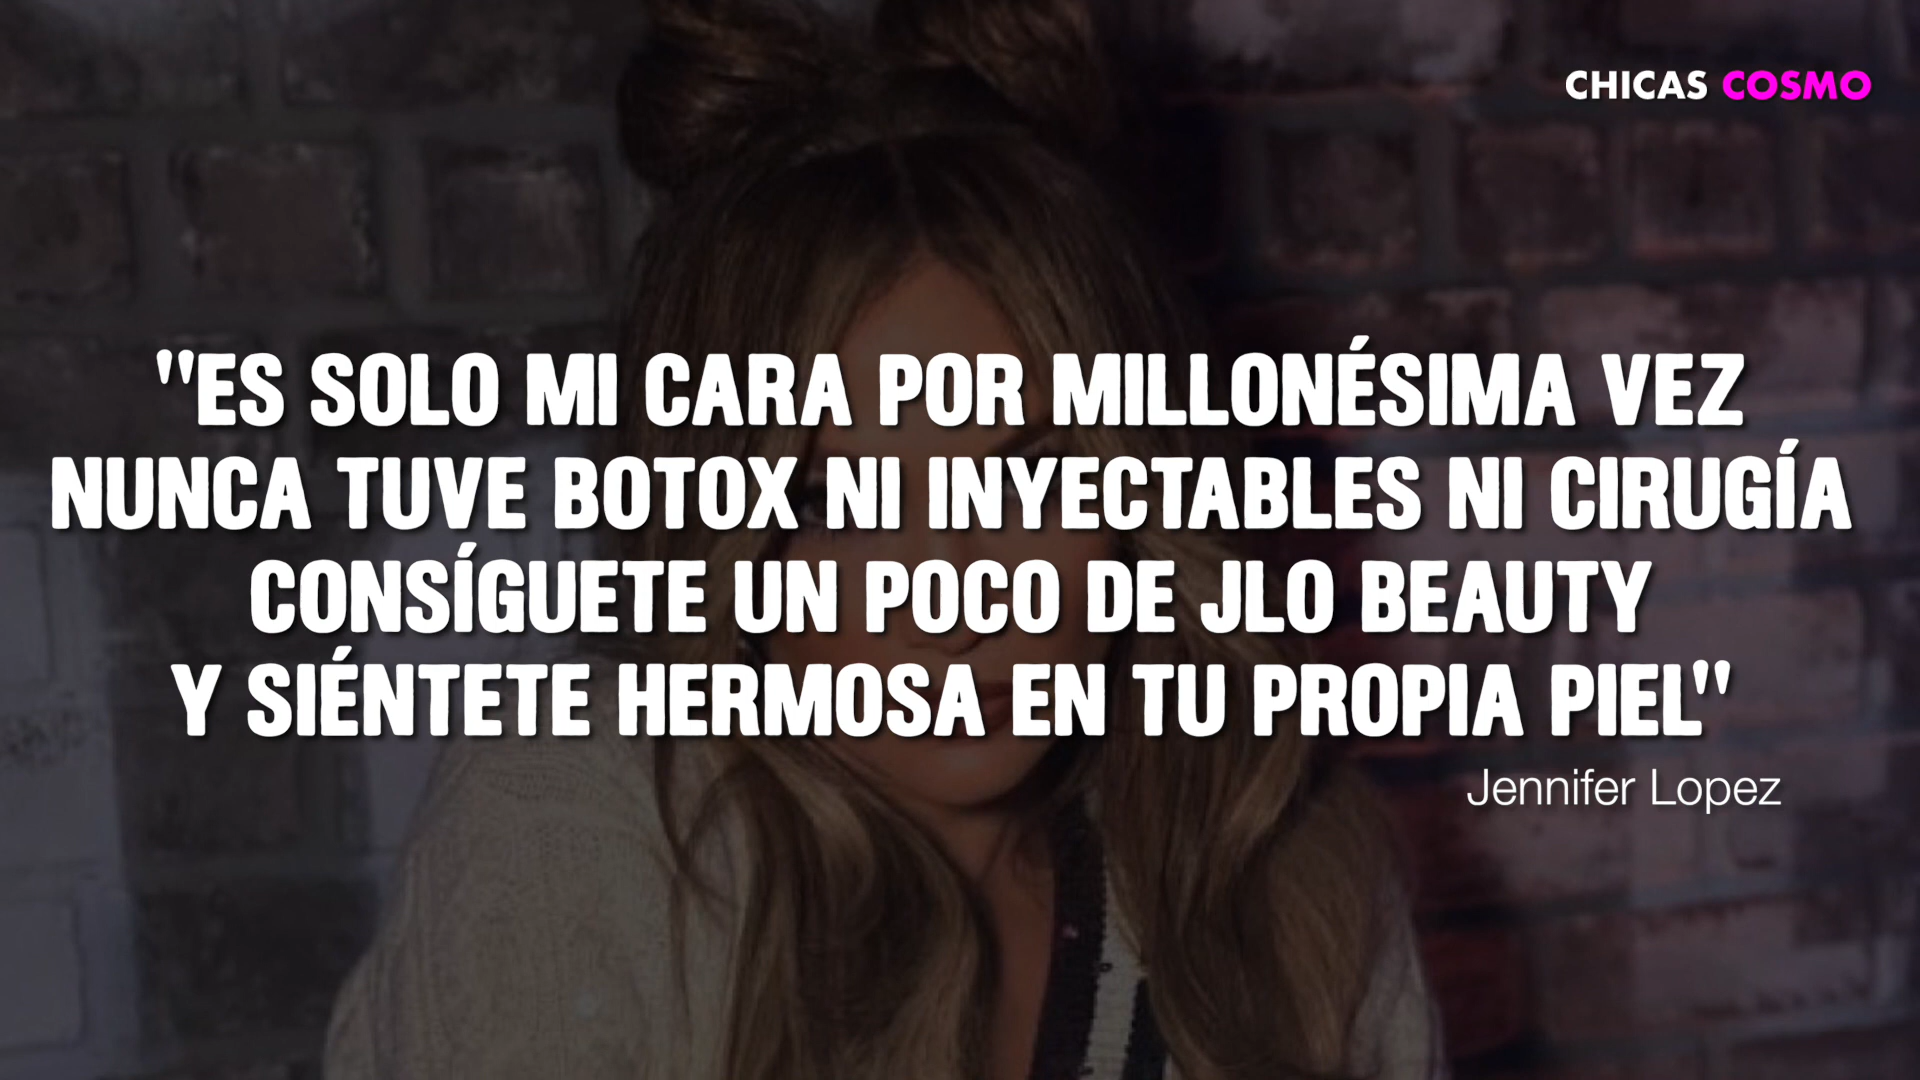 CHICAS COSMO
"ES SOLO MI CARA POR MILLONÉSIMA VEZ
NUNCA TUVE BOTOX NI INYECTABLES NI CIRUGÍA
CONSÍGUETE UN POCO DE JLO BEAUTY
Y SIÉNTETE HERMOSA EN TU PROPIA PIEL"
Jennifer Lopez